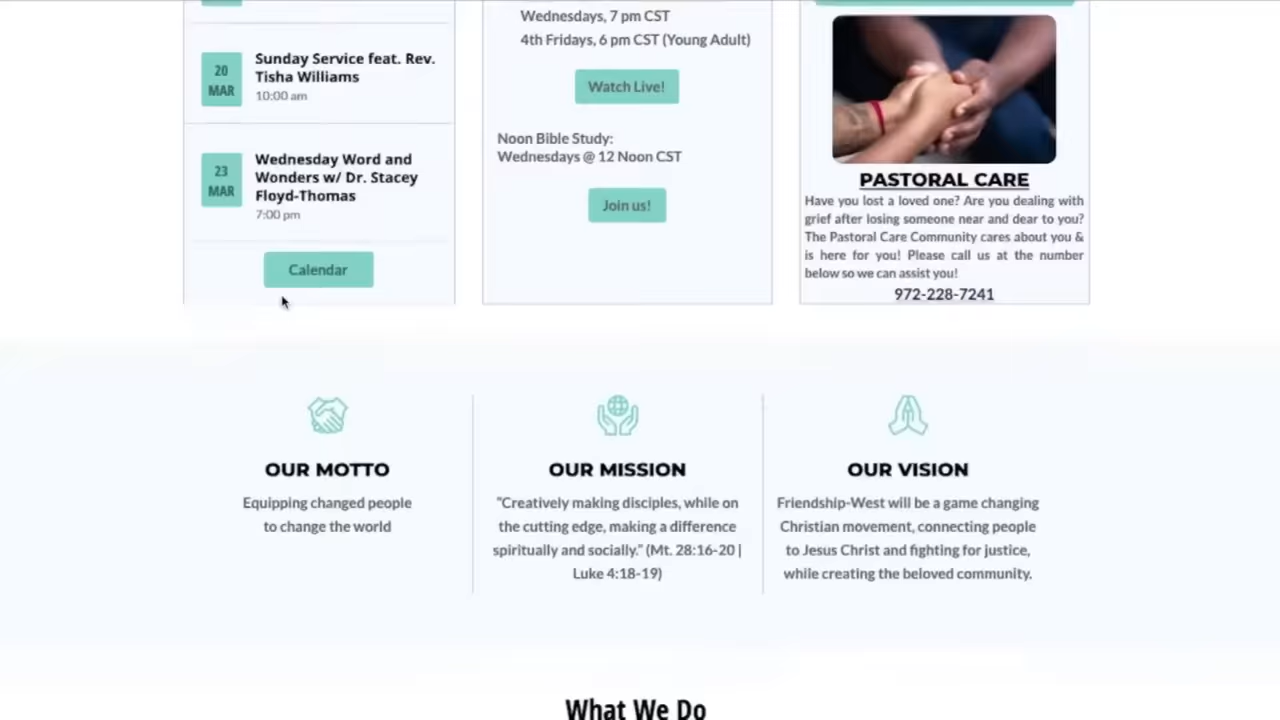 20
MAR
Sunday Service feat. Rev.
Tisha Williams
10:00 am
23
MAR
Wednesday Word and
Wonders w/ Dr. Stacey
Floyd-Thomas
7:00 pm
Calendar
Wednesdays, 7 pm CST
4th Fridays, 6 pm CST (Young Adult)
Watch Live!
Noon Bible Study:
Wednesdays @ 12 Noon CST
Join us!
PASTORAL CARE
Have you lost a loved one? Are you dealing with
grief after losing someone near and dear to you?
The Pastoral Care Community cares about you &
is here for you! Please call us at the number
below so we can assist you!
972-228-7241
OUR MOTTO
Equipping changed people
to change the world
OUR MISSION
"Creatively making disciples, while on
the cutting edge, making a difference
spiritually and socially." (Mt. 28:16-20 |
Luke 4:18-19)
OUR VISION
Friendship-West will be a game changing
Christian movement, connecting people
to Jesus Christ and fighting for justice,
while creating the beloved community.
What We Do